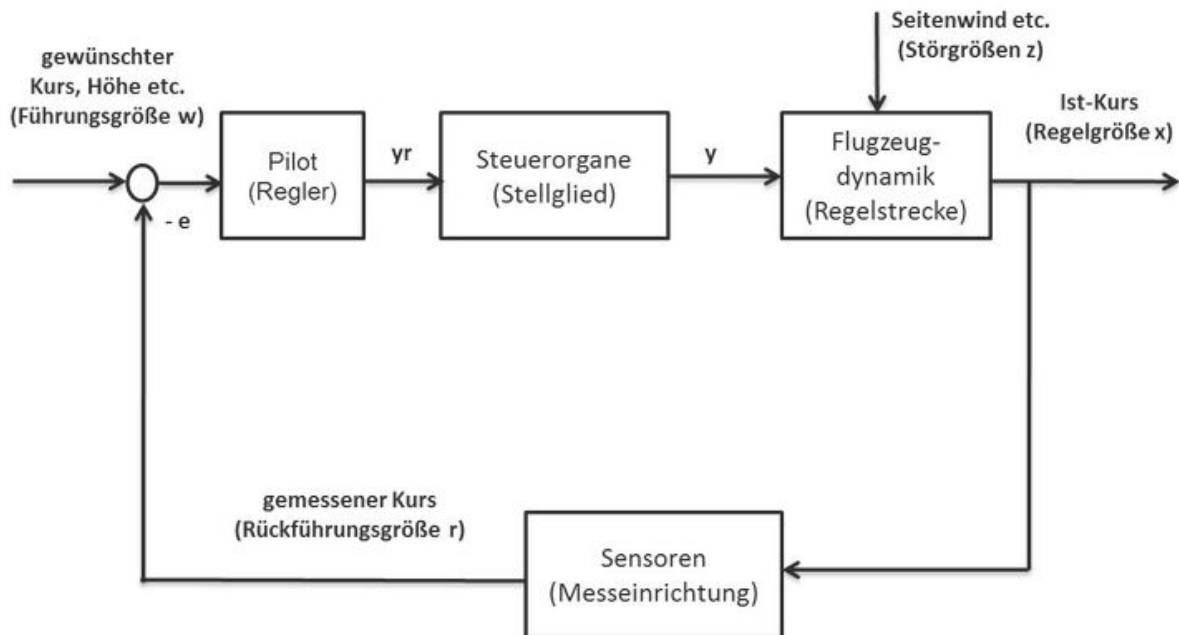 gewünschter
Kurs, Höhe etc.
(Führungsgröße w)
Seitenwind etc.
(Störgrößen z)
Ist-Kurs
(Regelgröße x)
Pilot
(Regler)
yr
Steuerorgane
(Stellglied)
y
Flugzeug-
dynamik
(Regelstrecke)
- e
gemessener Kurs
(Rückführungsgröße r)
Sensoren
(Messeinrichtung)